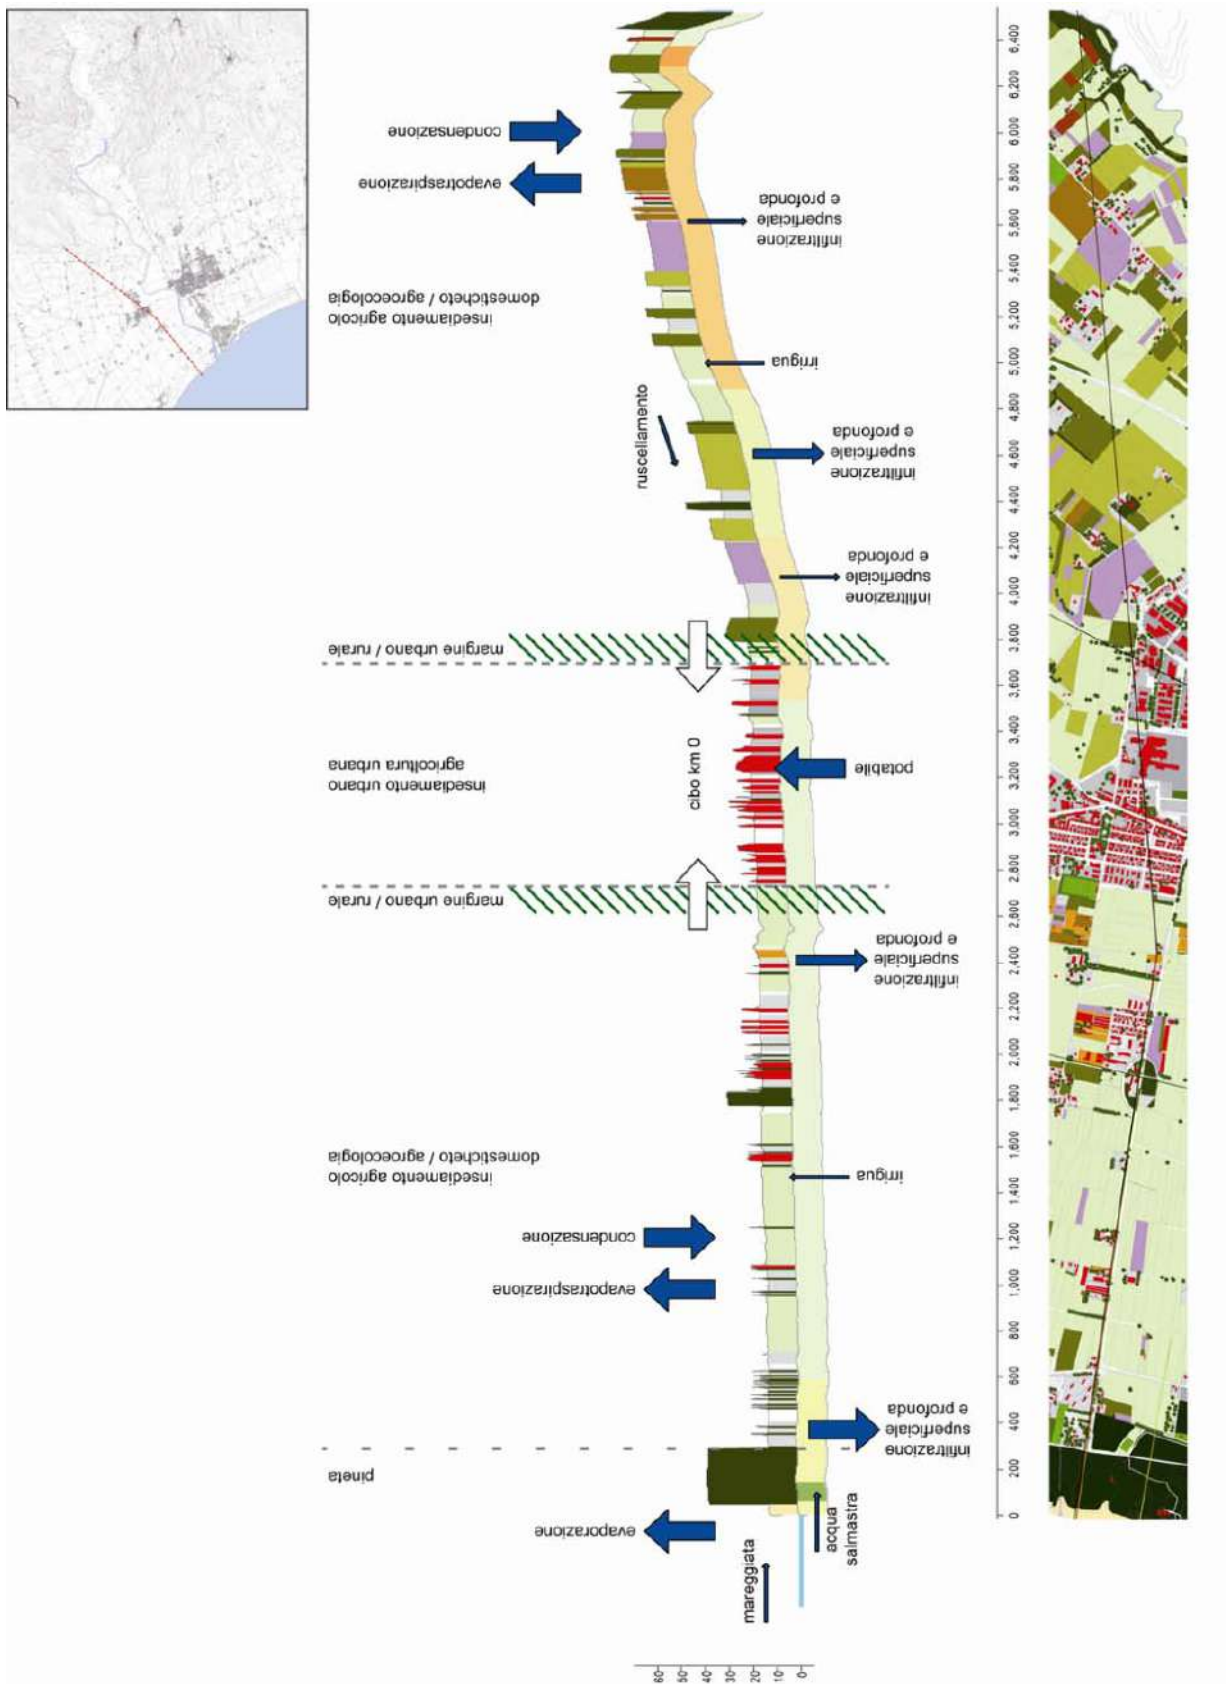 condensazione
evapotraspirazione
infiltrazione
superficiale
e profonda
insediamento agricolo
domesticheto / agroecologia
irrigua
ruscellamento
infiltrazione
superficiale
e profonda
infiltrazione
superficiale
e profonda
margine urbano / rurale
insediamento urbano
agricoltura urbana
cibo km 0
potabile
margine urbano / rurale
infiltrazione
superficiale
e profonda
insediamento agricolo
domesticheto / agroecologia
irrigua
condensazione
evapotraspirazione
infiltrazione
superficiale
e profonda
pineta
evaporazione
mareggiata
acqua
salmastra
60
50
40
30
20
10
0
6,400
6,200
6,000
5,800
5,600
5,400
5,200
5,000
4,800
4,600
4,400
4,200
4,000
3,800
3,600
3,400
3,200
3,000
2,800
2,600
2,400
2,200
2,000
1,800
1,600
1,400
1,200
1,000
800
600
400
200
0